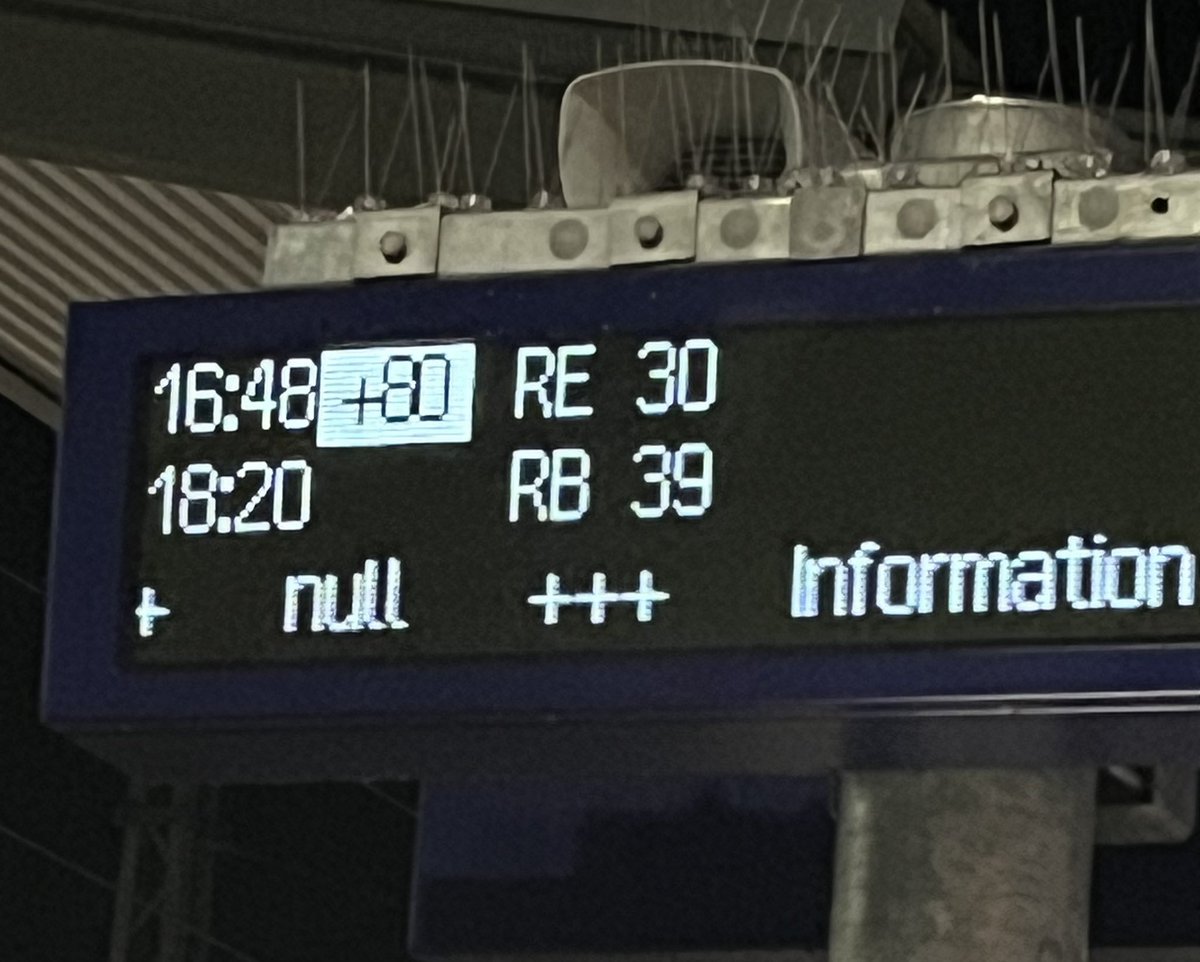 16:48 +80 RE 30
18:20 RB 39
+ null +++ Information